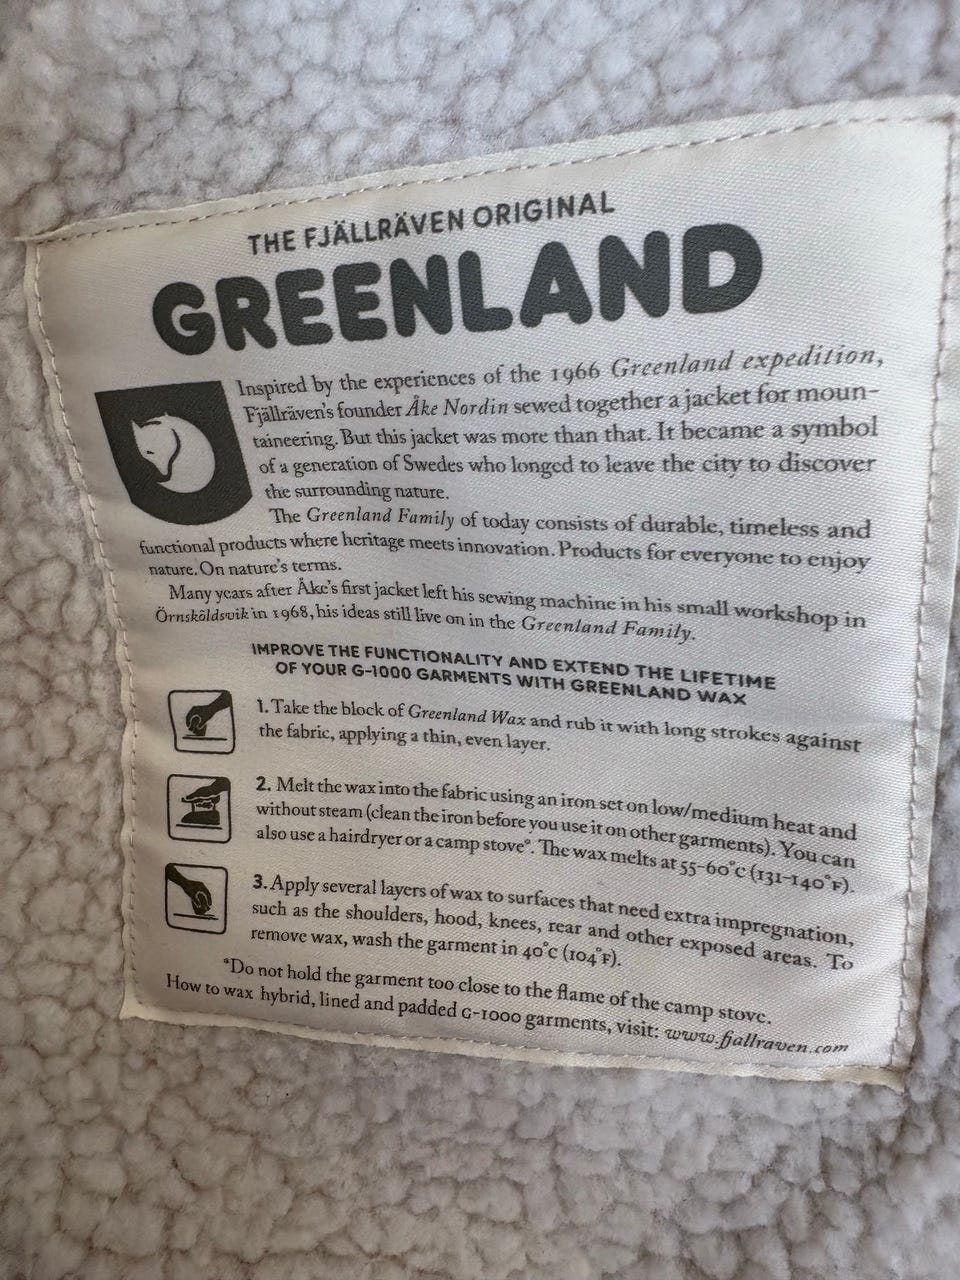 THE FJÄLLRÄVEN ORIGINAL
GREENLAND
Inspired by the experiences of the 1966 Greenland expedition,
Fjällräven's founder Åke Nordin sewed together a jacket for moun-
taineering. But this jacket was more than that. It became a symbol
of a generation of Swedes who longed to leave the city to discover
the surrounding nature.
The Greenland Family of today consists of durable, timeless and
functional products where heritage meets innovation. Products for everyone to enjoy
nature. On nature's terms.
Many years after Åke's first jacket left his sewing machine in his small workshop in
Örnsköldsvik in 1968, his ideas still live on in the Greenland Family.
IMPROVE THE FUNCTIONALITY AND EXTEND THE LIFETIME
OF YOUR G-1000 GARMENTS WITH GREENLAND WAX
1. Take the block of Greenland Wax and rub it with long strokes against
the fabric, applying a thin, even layer.
2. Melt the wax into the fabric using an iron set on low/medium heat and
without steam (clean the iron before you use it on other garments). You can
also use a hairdryer or a camp stove*. The wax melts at 55-60°C (131-140°F).
3. Apply several layers of wax to surfaces that need extra impregnation,
such as the shoulders, hood, knees, rear and other exposed areas. To
remove wax, wash the garment in 40°C (104°F).
*Do not hold the garment too close to the flame of the camp stove.
How to wax hybrid, lined and padded G-1000 garments, visit: www.fjallraven.com